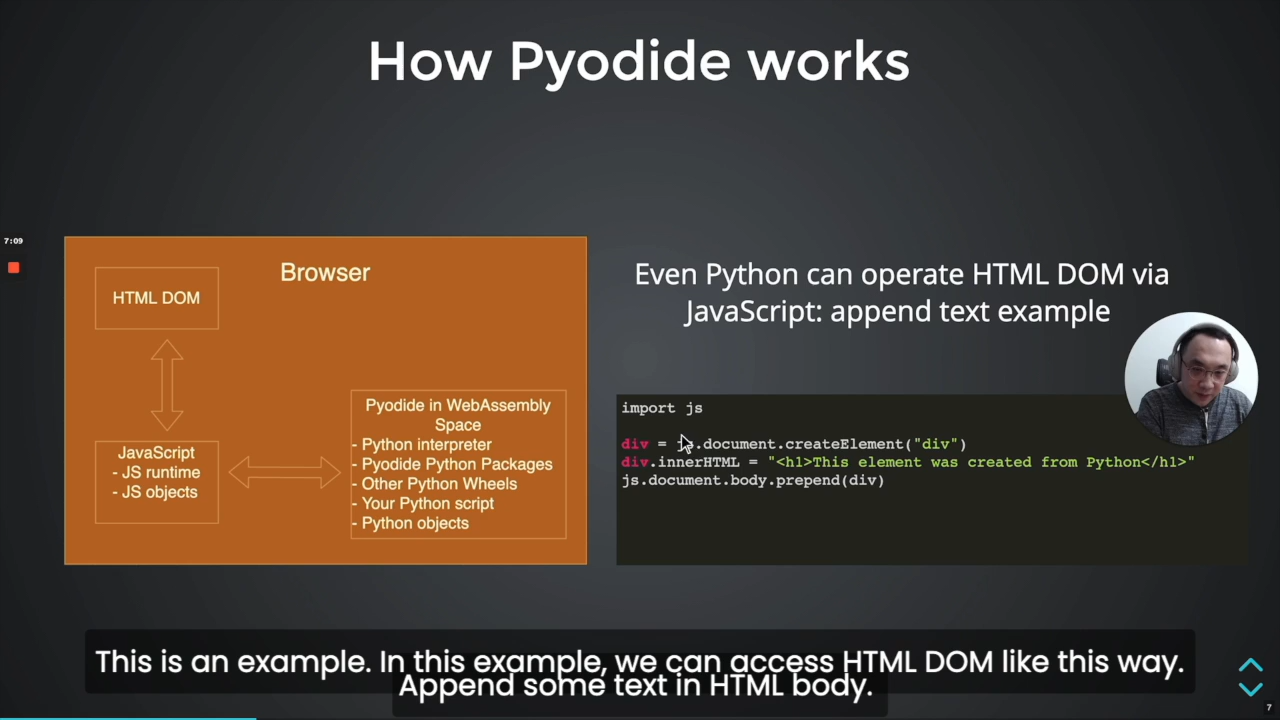 How Pyodide works
7:09
Browser
HTML DOM
JavaScript
- JS runtime
- JS objects
Pyodide in WebAssembly
Space
- Python interpreter
- Pyodide Python Packages
- Other Python Wheels
- Your Python script
- Python objects
Even Python can operate HTML DOM via
JavaScript: append text example
import js
div = js.document.createElement("div")
div.innerHTML = "<h1>This element was created from Python</h1>"
js.document.body.prepend(div)
This is an example. In this example, we can access HTML DOM like this way.
Append some text in HTML body.
7